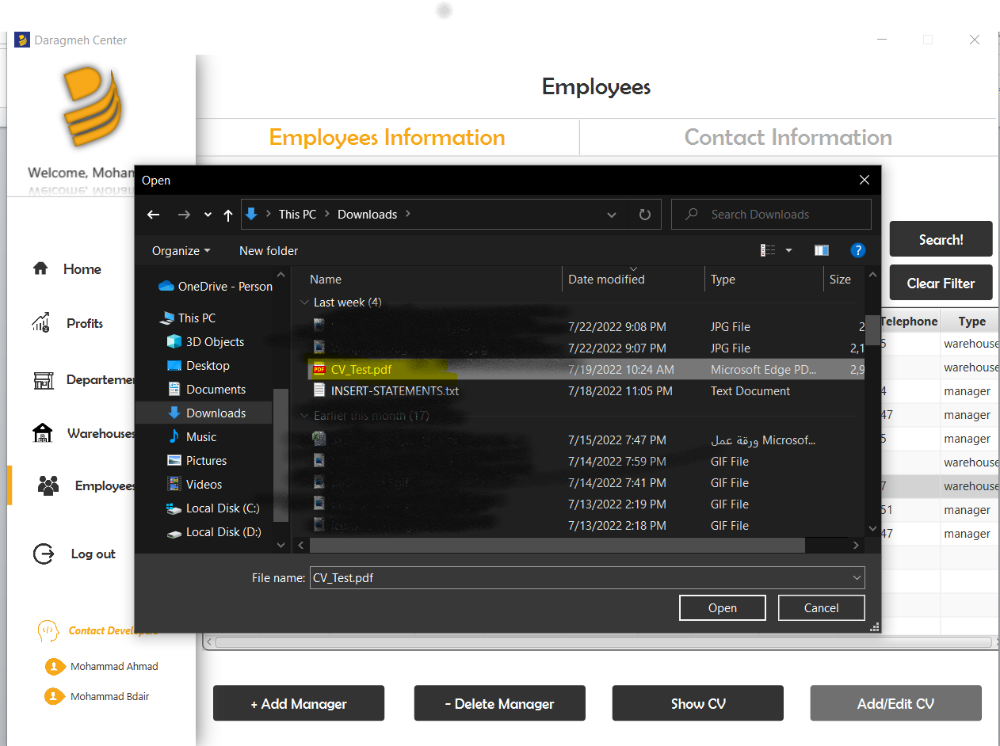 Daragmeh Center
Employees
Employees Information
Contact Information
Welcome, Moham
Open
This PC
Downloads
Search Downloads
Organize
New folder
Search!
Clear Filter
Name
Date modified
Type
Size
OneDrive - Person
This PC
3D Objects
Desktop
Documents
Downloads
Music
Pictures
Videos
Local Disk (C:)
Local Disk (D:)
Last week (4)
7/22/2022 9:08 PM JPG File 2
7/22/2022 9:07 PM JPG File 2,1
CV_Test.pdf 7/19/2022 10:24 AM Microsoft Edge PD... 2,9
INSERT-STATEMENTS.txt 7/18/2022 11:05 PM Text Document
Earlier this month (17)
7/15/2022 7:47 PM ورقة عمل Microsof...
7/14/2022 7:59 PM GIF File
7/14/2022 7:41 PM GIF File
7/13/2022 2:19 PM GIF File
7/13/2022 2:18 PM GIF File
File name: CV_Test.pdf
Open
Cancel
Telephone Type
5 warehouse
warehouse
4 manager
47 manager
5 manager
warehouse
7 warehouse
51 manager
47 manager
Home
Profits
Departemen
Warehouses
Employees
Log out
Contact Developers
Mohammad Ahmad
Mohammad Bdair
+ Add Manager
- Delete Manager
Show CV
Add/Edit CV